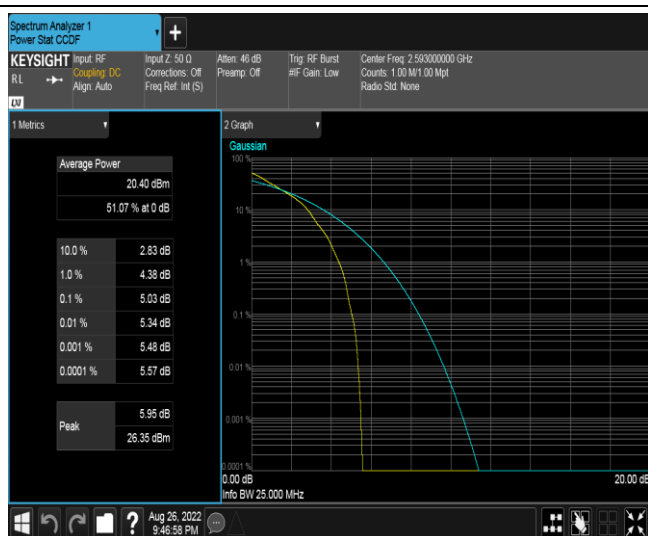 Spectrum Analyzer 1
Power Stat CCDF
+
KEYSIGHT Input: RF Input Z: 50 Ω Atten: 46 dB Trig: RF Burst Center Freq: 2.593000000 GHz
RL Coupling: DC Corrections: Off Preamp: Off #IF Gain: Low Counts: 1.00 M/1.00 Mpt
Align: Auto Freq Ref: Int (S) Radio Std: None
LXI
1 Metrics
2 Graph
Average Power
20.40 dBm
51.07 % at 0 dB
10.0 % 2.83 dB
1.0 % 4.38 dB
0.1 % 5.03 dB
0.01 % 5.34 dB
0.001 % 5.48 dB
0.0001 % 5.57 dB
Peak
5.95 dB
26.35 dBm
Gaussian
100 %
10 %
1 %
0.1 %
0.01 %
0.001 %
0.0001 %
0.00 dB 20.00 dB
Info BW 25.000 MHz
?
Aug 26, 2022
9:46:58 PM